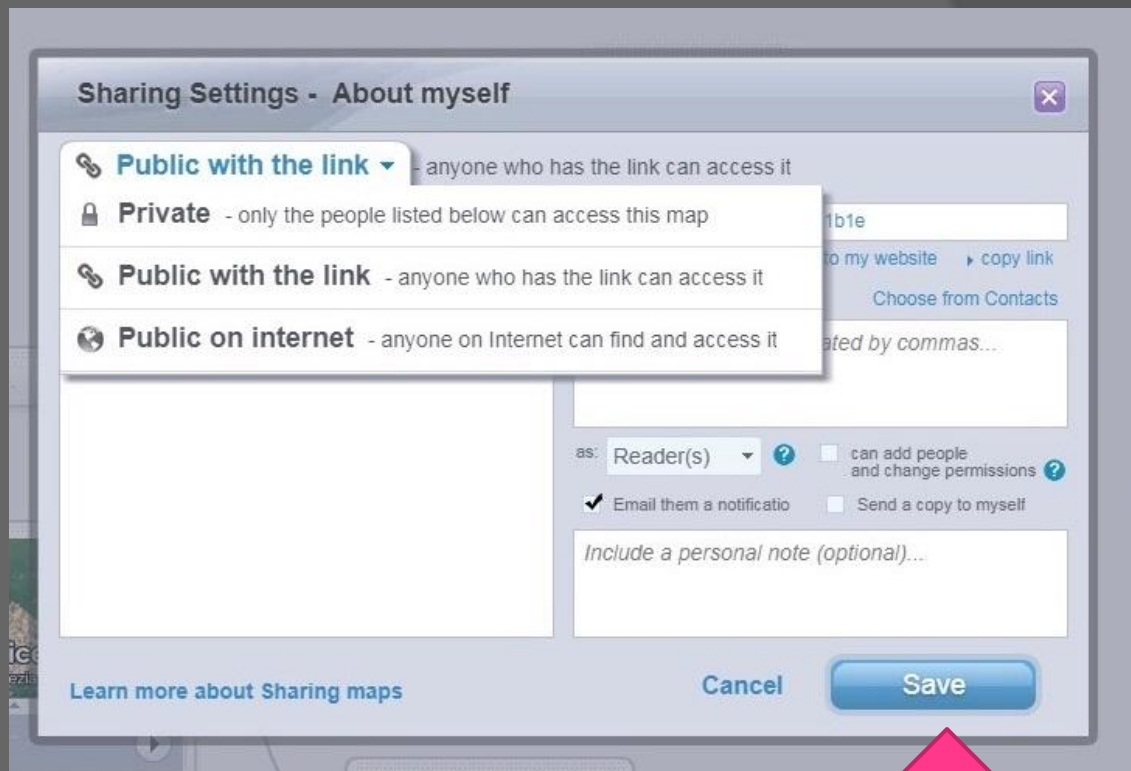 Sharing Settings - About myself
Public with the link - anyone who has the link can access it
Private - only the people listed below can access this map
Public with the link - anyone who has the link can access it
Public on internet - anyone on Internet can find and access it
1b1e
to my website copy link
Choose from Contacts
by commas...
as: Reader(s) ? can add people
and change permissions ?
Email them a notificatio Send a copy to myself
Include a personal note (optional)...
Learn more about Sharing maps Cancel Save